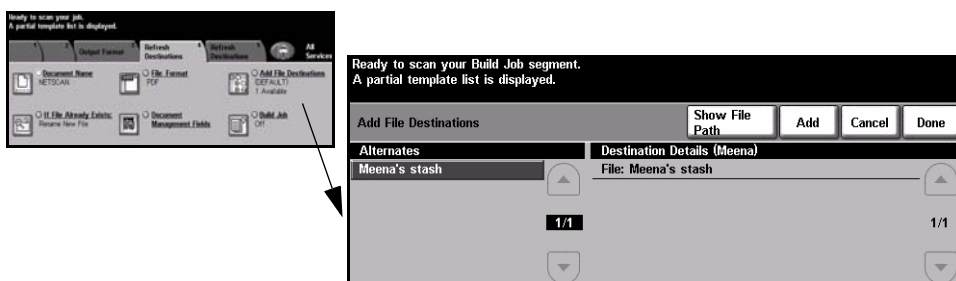 Ready to scan your job.
A partial template list is displayed.
Output Format
Refresh
Destinations
Refresh
Destinations
All
Services
Document Name
NETSCAN
File Format
PDF
Add File Destinations
(DEFAULT)
1 Available
If File Already Exists:
Rename New File
Document
Management Fields
Build Job
Off
Ready to scan your Build Job segment.
A partial template list is displayed.
Add File Destinations
Show File
Path
Add
Cancel
Done
Alternates
Destination Details (Meena)
Meena's stash
File: Meena's stash
1/1
1/1